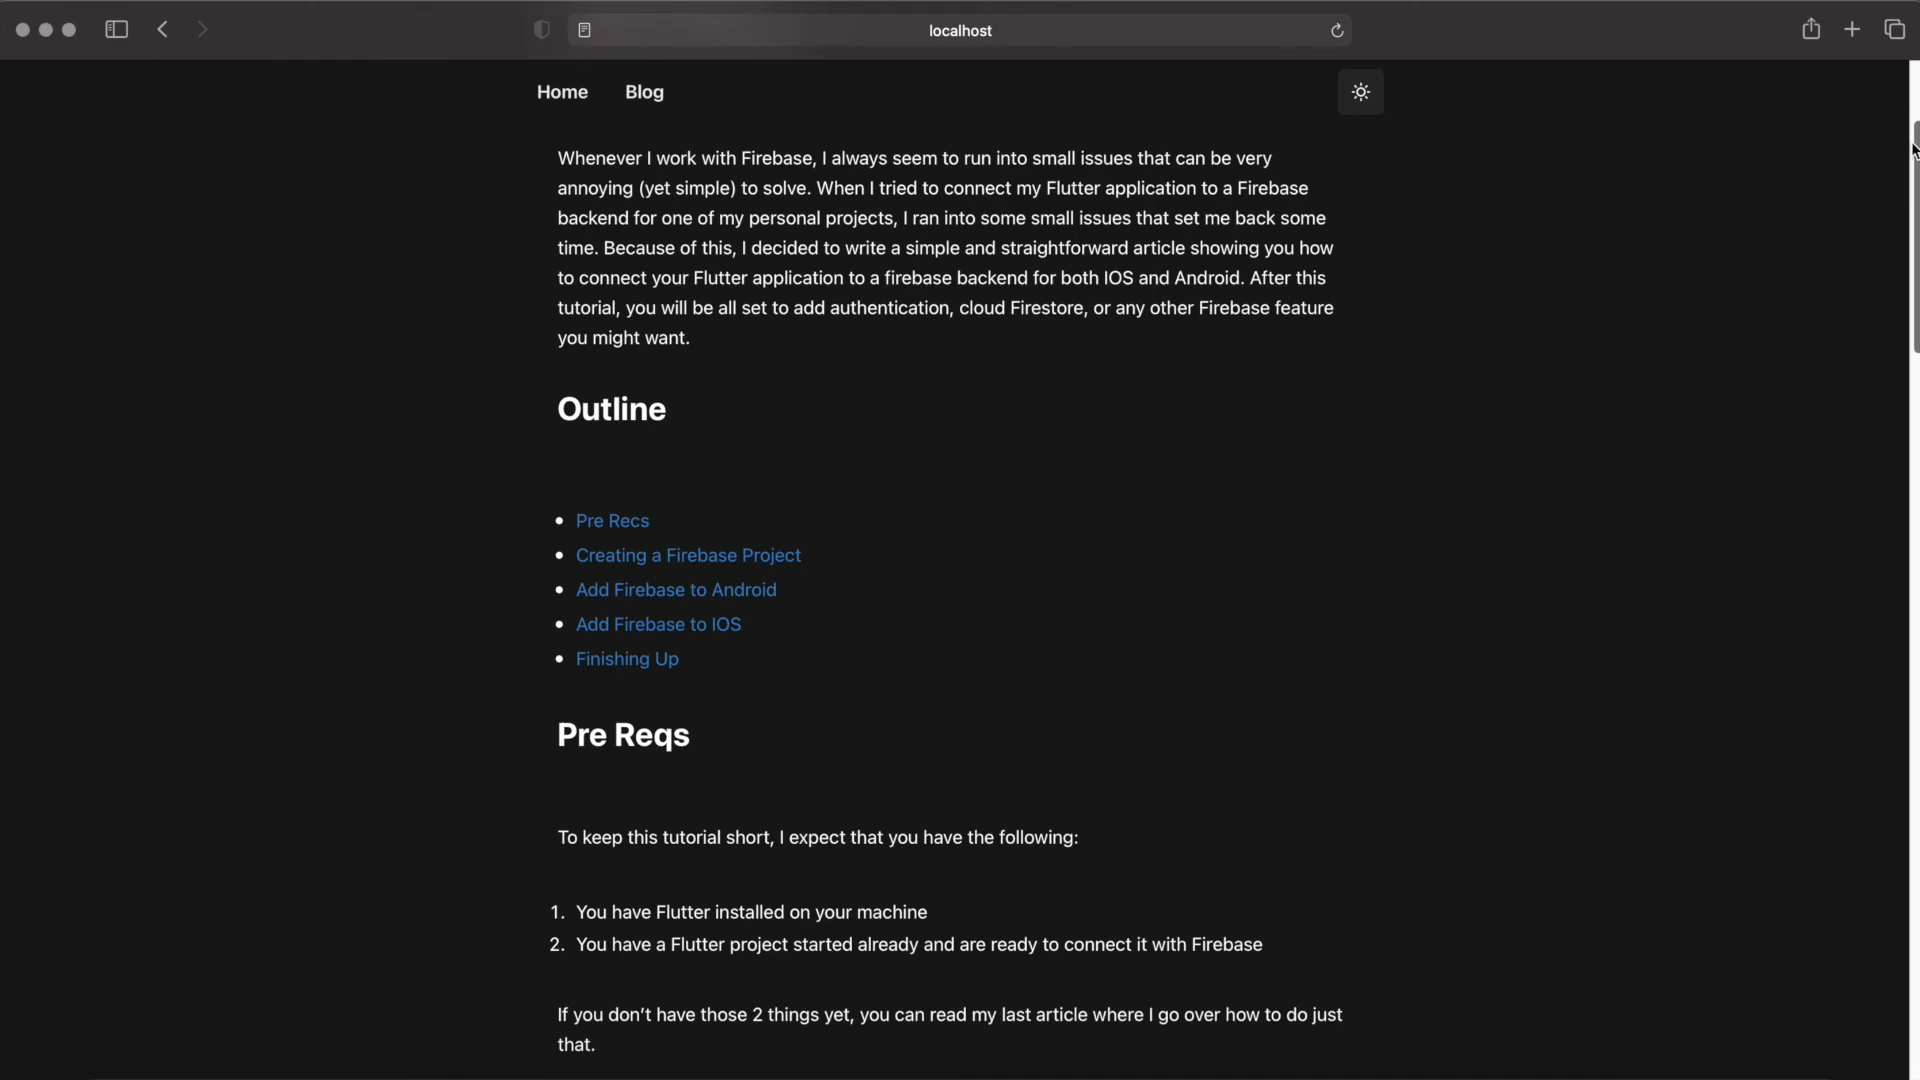 localhost
Home Blog
Whenever I work with Firebase, I always seem to run into small issues that can be very
annoying (yet simple) to solve. When I tried to connect my Flutter application to a Firebase
backend for one of my personal projects, I ran into some small issues that set me back some
time. Because of this, I decided to write a simple and straightforward article showing you how
to connect your Flutter application to a firebase backend for both IOS and Android. After this
tutorial, you will be all set to add authentication, cloud Firestore, or any other Firebase feature
you might want.
Outline
• Pre Recs
• Creating a Firebase Project
• Add Firebase to Android
• Add Firebase to IOS
• Finishing Up
Pre Reqs
To keep this tutorial short, I expect that you have the following:
1. You have Flutter installed on your machine
2. You have a Flutter project started already and are ready to connect it with Firebase
If you don’t have those 2 things yet, you can read my last article where I go over how to do just
that.